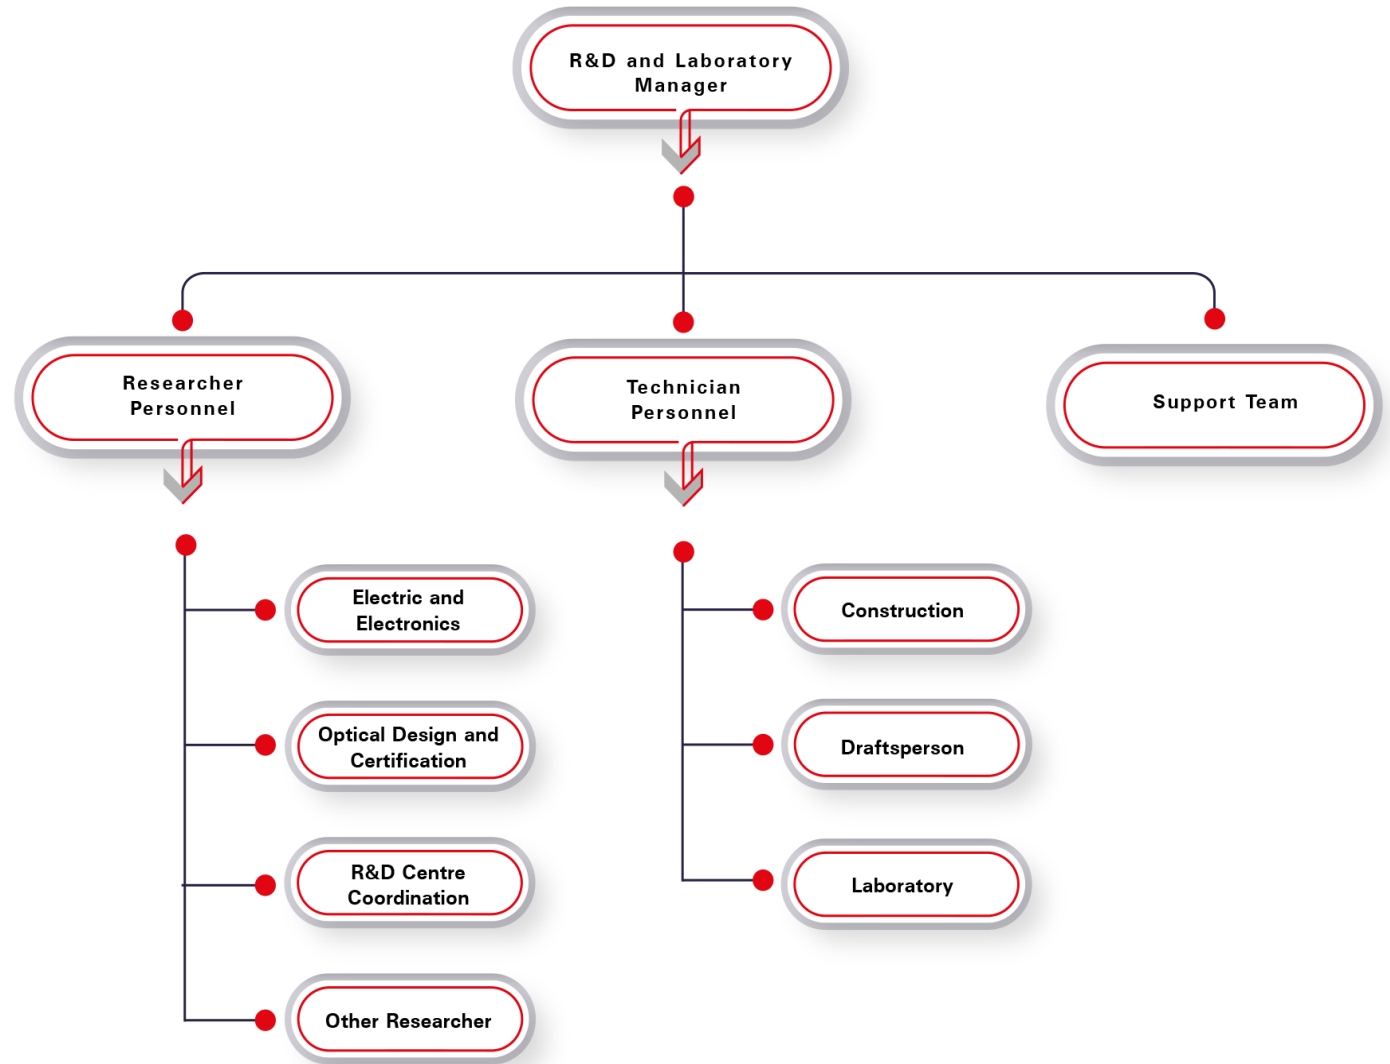 R&D and Laboratory
Manager
Researcher
Personnel
Technician
Personnel
Support Team
Electric and
Electronics
Optical Design and
Certification
R&D Centre
Coordination
Other Researcher
Construction
Draftsperson
Laboratory